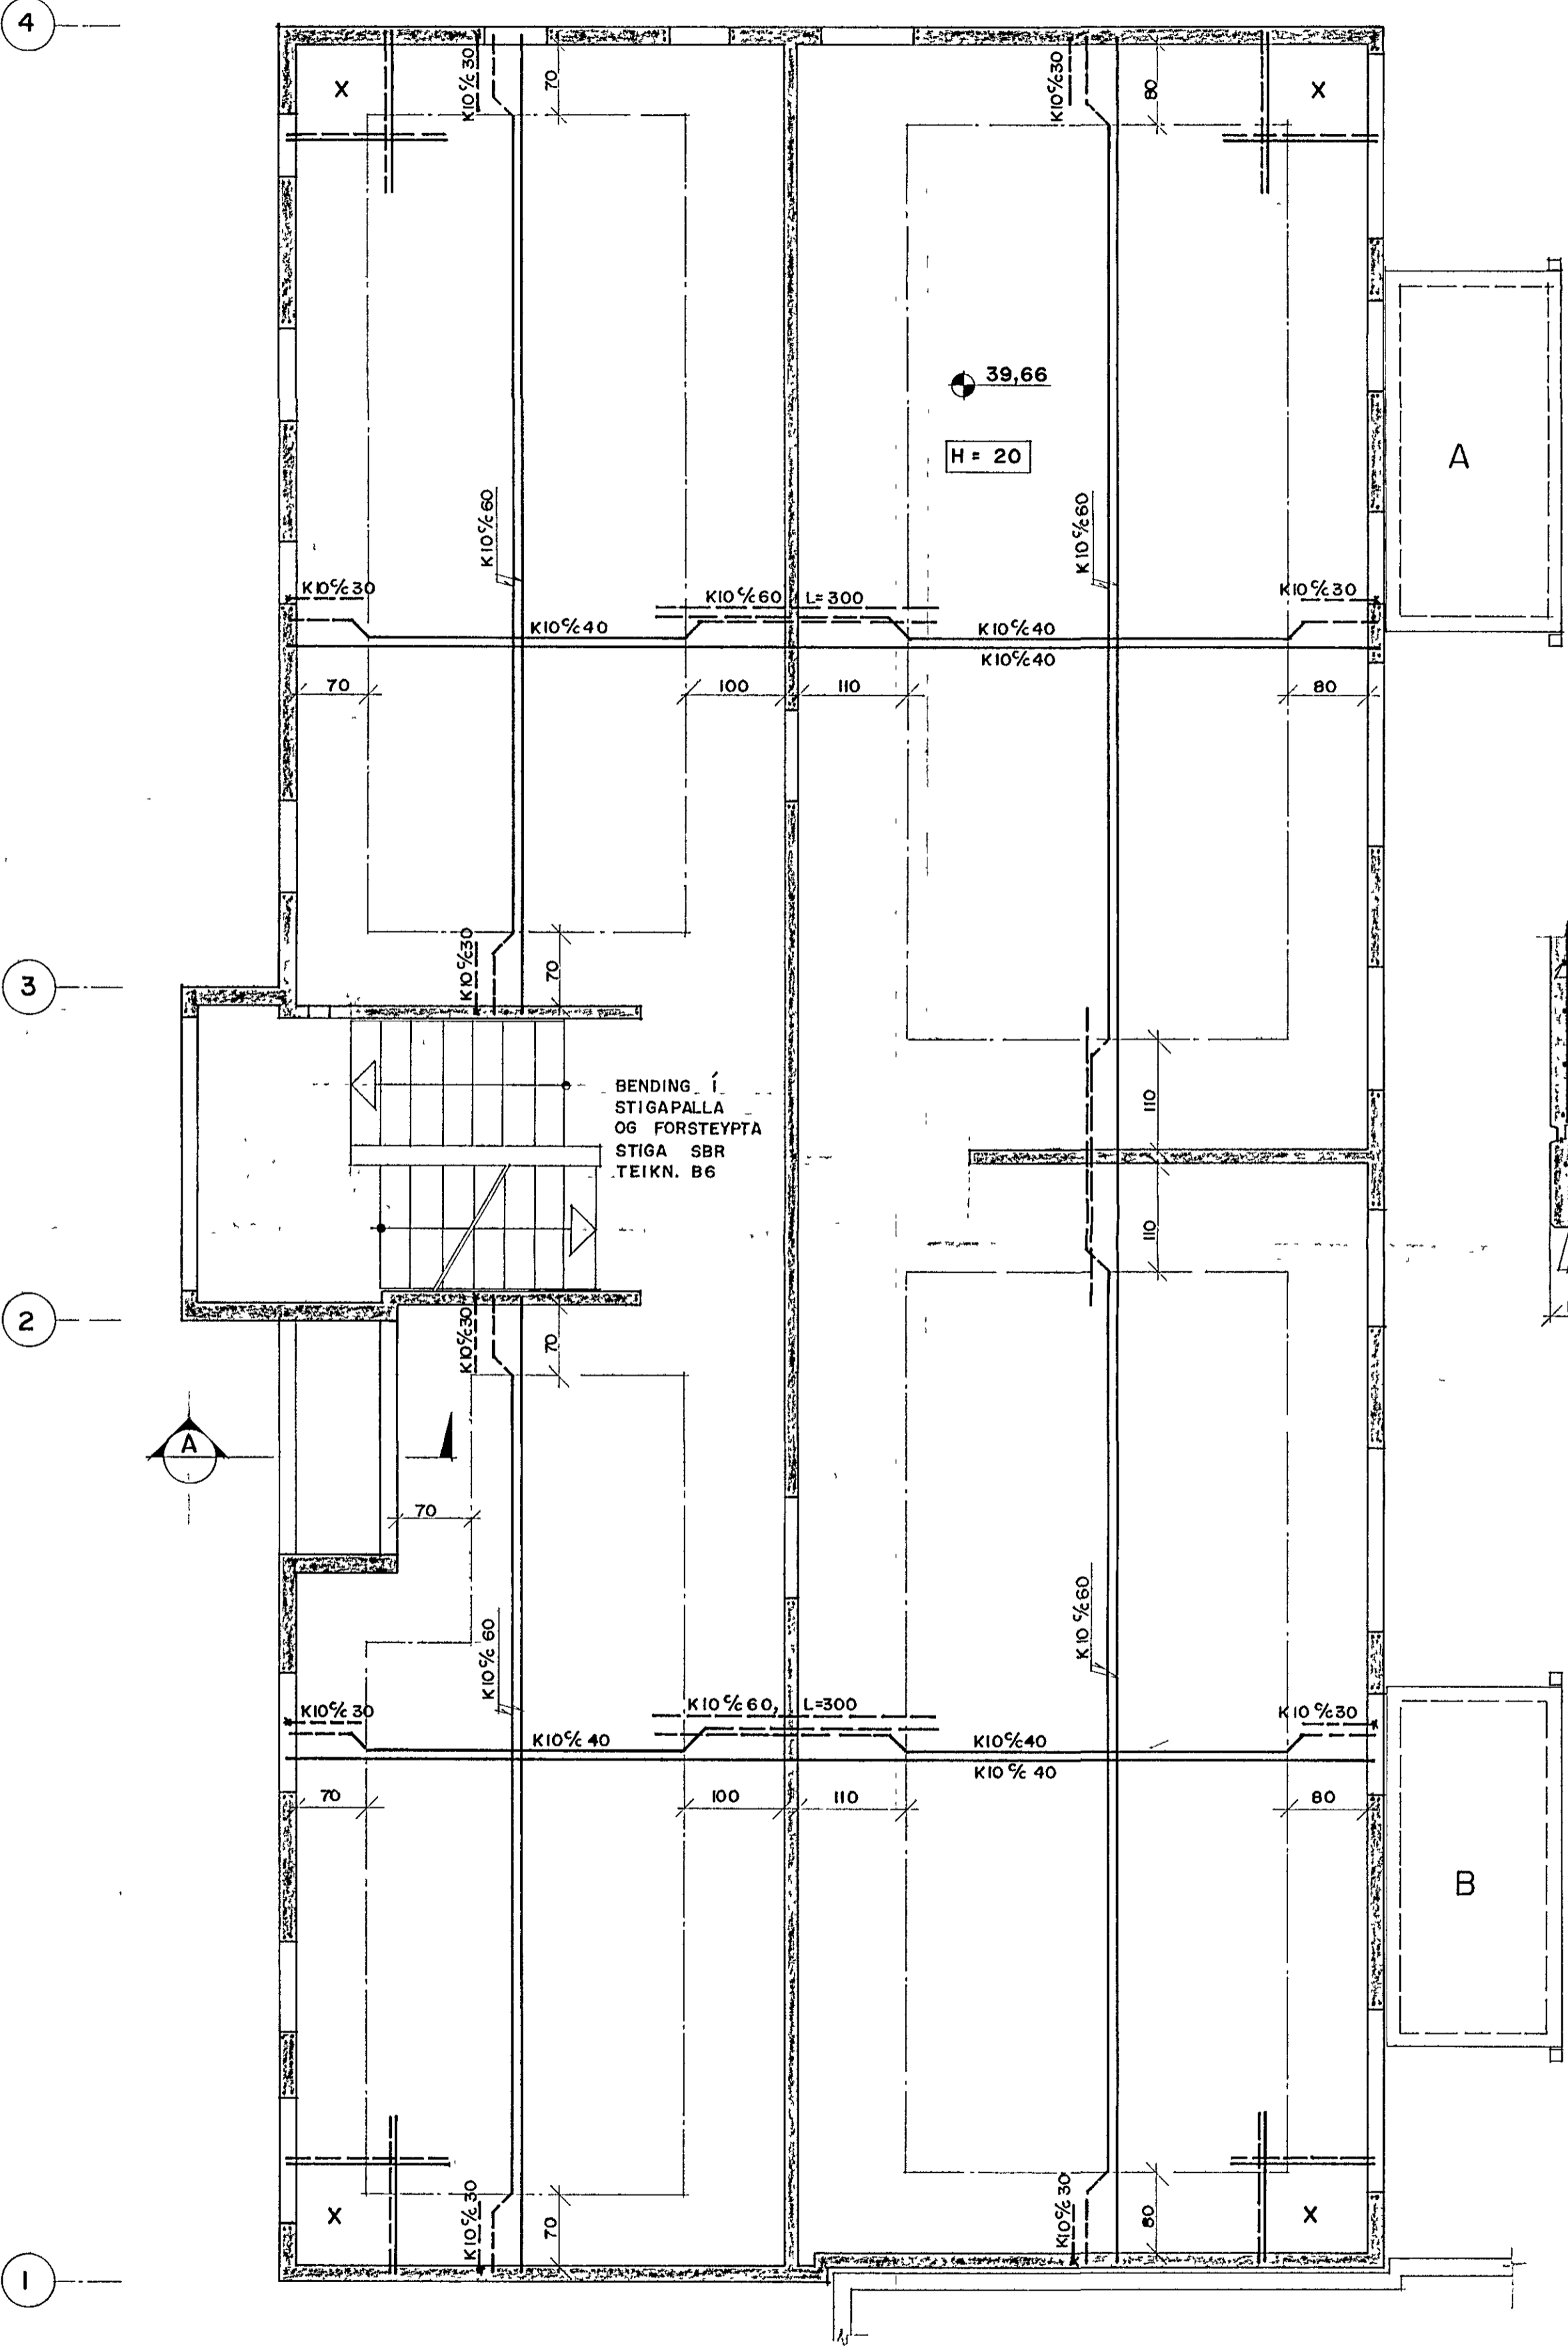 4
K10 c/c 30
70
K10 c/c 30
80
X
X
39,66
H = 20
A
K10 c/c 60
K10 c/c 60
K10 c/c 30
K10 c/c 60 L=300
K10 c/c 30
K10 c/c 40
K10 c/c 40
K10 c/c 40
70
100
110
80
K10 c/c 30
70
3
BENDING Í
STIGAPALLA
OG FORSTEYPTA
STIGA SBR
TEIKN. B6
110
110
2
K10 c/c 30
70
A
70
K10 c/c 60
K10 c/c 60
K10 c/c 30
K10 c/c 60, L=300
K10 c/c 30
K10 c/c 40
K10 c/c 40
K10 c/c 40
70
100
110
80
B
X
K10 c/c 30
70
K10 c/c 30
80
X
1